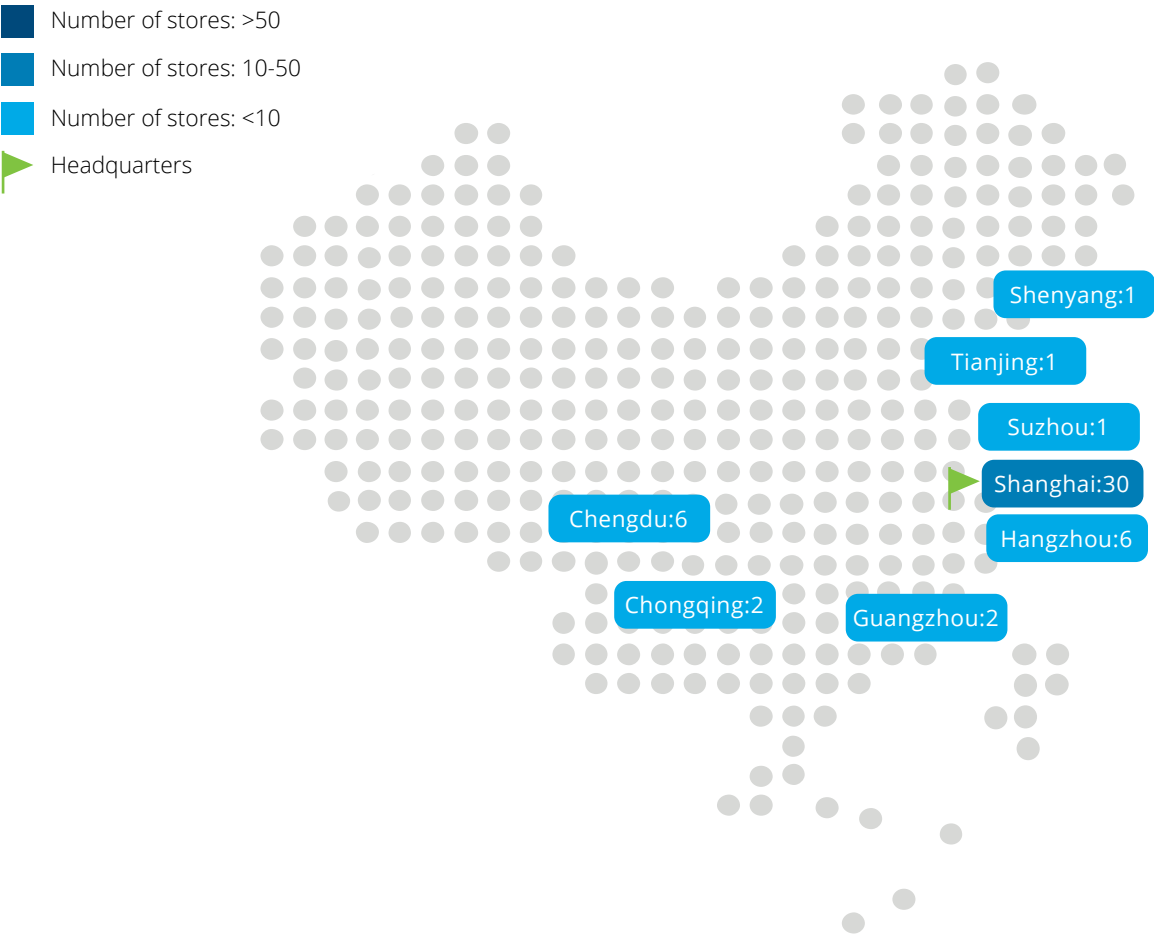 Number of stores: >50
Number of stores: 10-50
Number of stores: <10
Headquarters
Shenyang:1
Tianjing:1
Suzhou:1
Shanghai:30
Chengdu:6
Hangzhou:6
Chongqing:2
Guangzhou:2